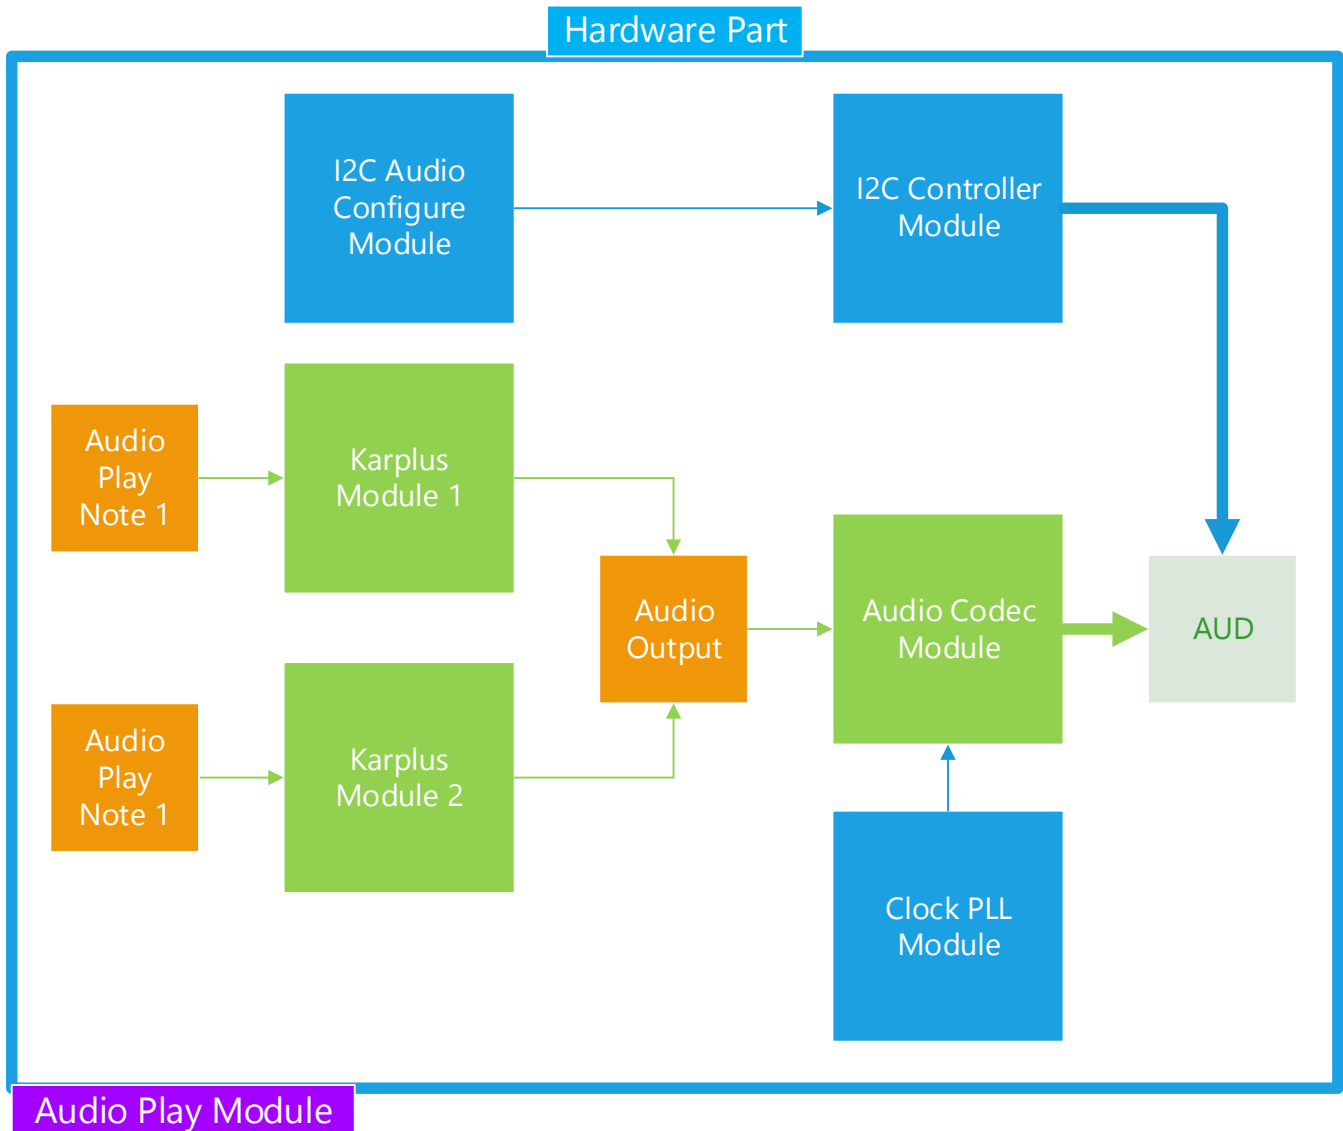 Hardware Part
I2C Audio
Configure
Module
I2C Controller
Module
Audio
Play
Note 1
Karplus
Module 1
Audio
Output
Audio Codec
Module
AUD
Audio
Play
Note 1
Karplus
Module 2
Clock PLL
Module
Audio Play Module